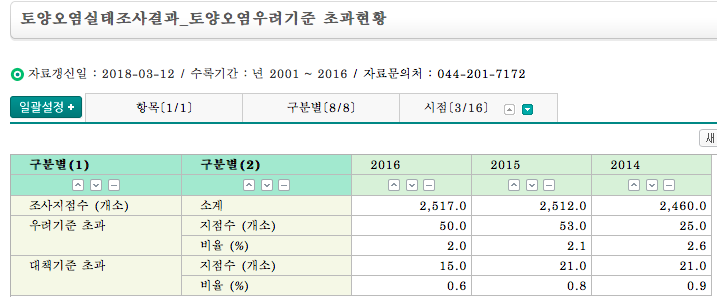 토양오염실태조사결과_토양오염우려기준 초과현황
자료갱신일 : 2018-03-12 / 수록기간 : 년 2001 ~ 2016 / 자료문의처 : 044-201-7172
일괄설정 + 항목[1/1] 구분별[8/8] 시점[3/16]
새
구분별(1) 구분별(2) 2016 2015 2014
조사지점수 (개소) 소계 2,517.0 2,512.0 2,460.0
우려기준 초과 지점수 (개소) 50.0 53.0 25.0
비율 (%) 2.0 2.1 2.6
대책기준 초과 지점수 (개소) 15.0 21.0 21.0
비율 (%) 0.6 0.8 0.9